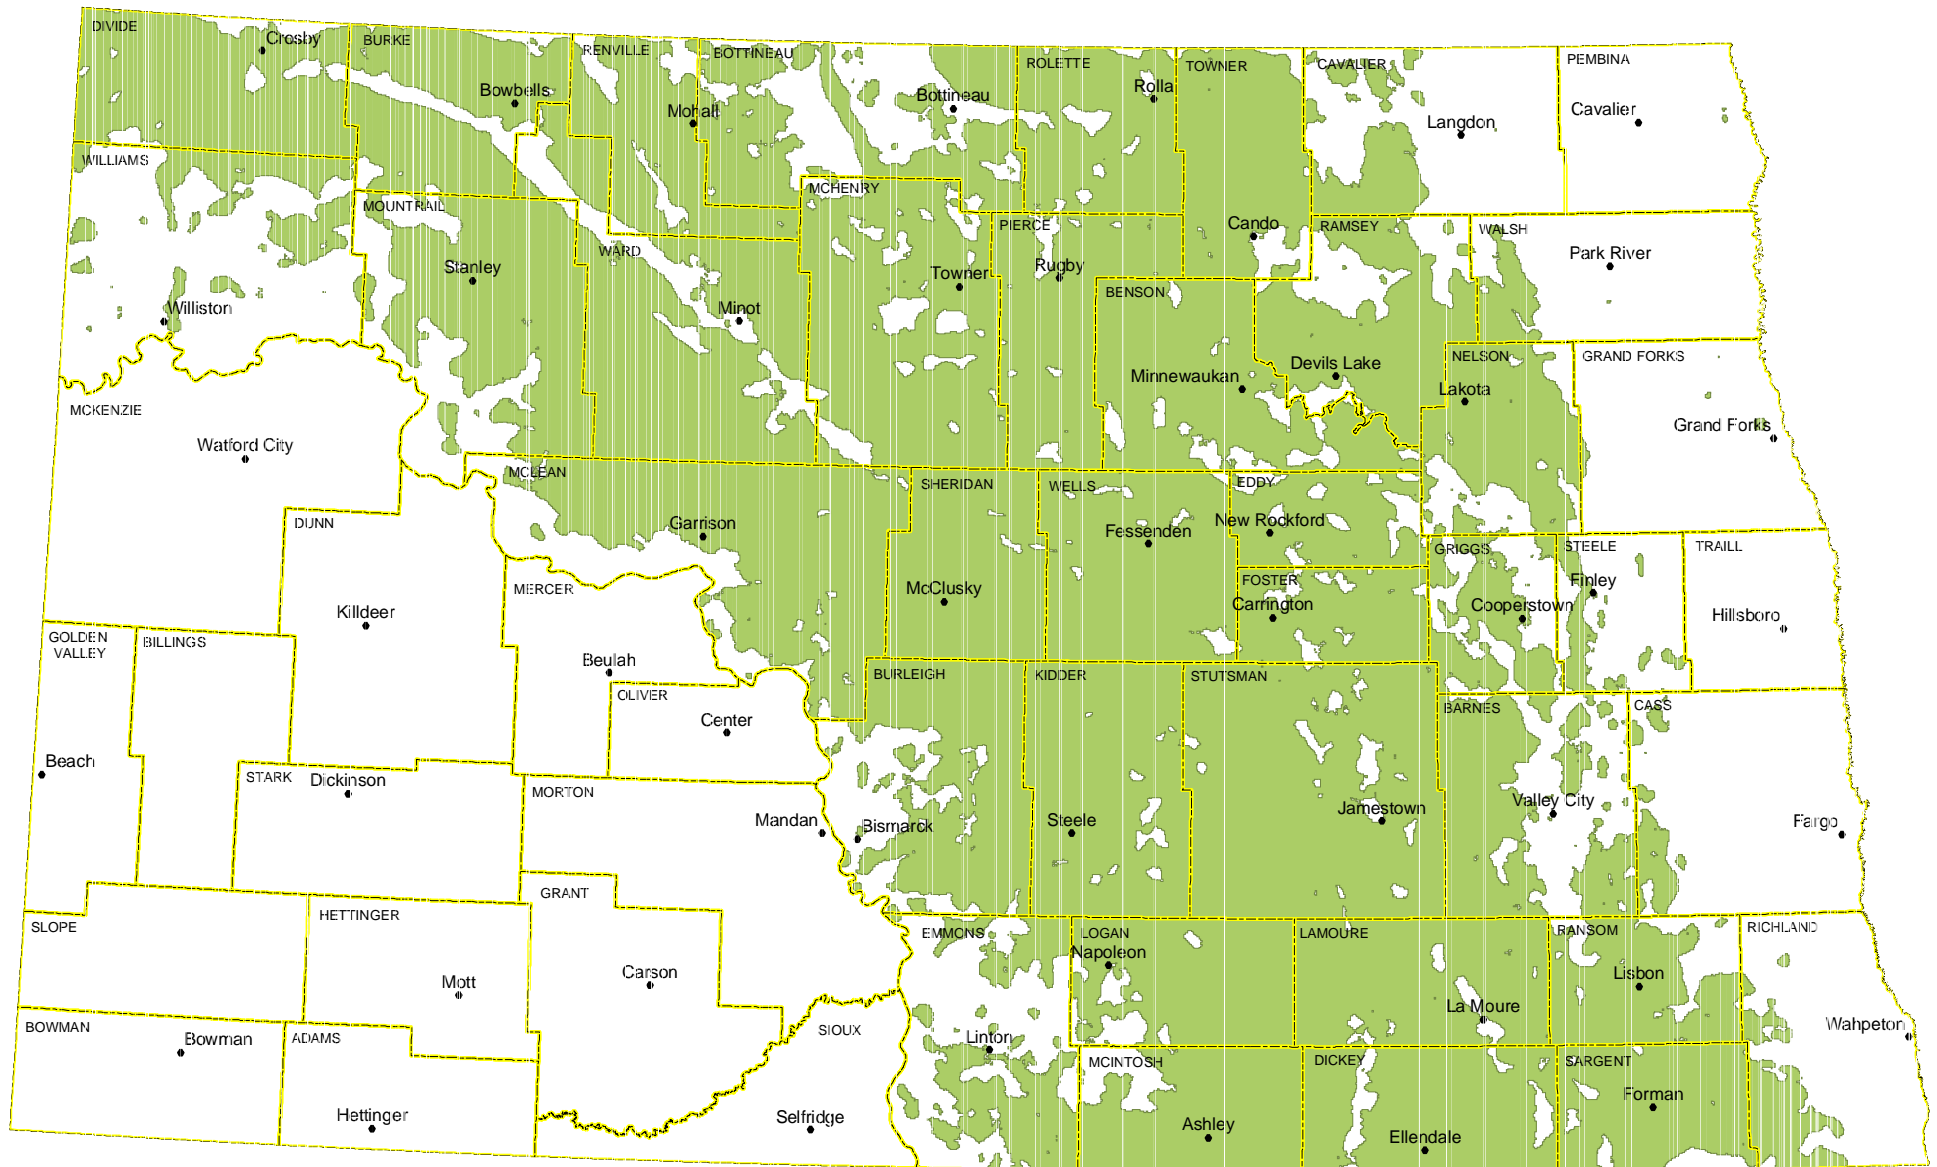 DIVIDE
Crosby
BURKE
RENVILLE
BOTTINEAU
ROLETTE
TOWNER
CAVALIER
PEMBINA
Bowbells
Mohall
Bottineau
Rolla
Langdon
Cavalier
WILLIAMS
MOUNTRAIL
MCHENRY
PIERCE
Cando
RAMSEY
WALSH
Park River
WARD
Stanley
Towner
Rugby
BENSON
Williston
Minot
Minnewaukan
Devils Lake
NELSON
GRAND FORKS
Lakota
MCKENZIE
Watford City
Grand Forks
MCLEAN
SHERIDAN
WELLS
EDDY
DUNN
Garrison
Fessenden
New Rockford
GRIGGS
STEELE
TRAILL
Finley
MERCER
McClusky
FOSTER
Carrington
Cooperstown
Hillsboro
Killdeer
GOLDEN
VALLEY
BILLINGS
Beulah
OLIVER
BURLEIGH
KIDDER
STUTSMAN
BARNES
CASS
Center
Beach
STARK
Dickinson
MORTON
Mandan
Bismarck
Steele
Jamestown
Valley City
Fargo
GRANT
SLOPE
HETTINGER
EMMONS
LOGAN
Napoleon
LAMOURE
RANSOM
RICHLAND
Mott
Carson
Lisbon
La Moure
BOWMAN
Bowman
ADAMS
SIOUX
Linton
Wahpeton
MCINTOSH
DICKEY
SARGENT
Hettinger
Selfridge
Ashley
Ellendale
Forman